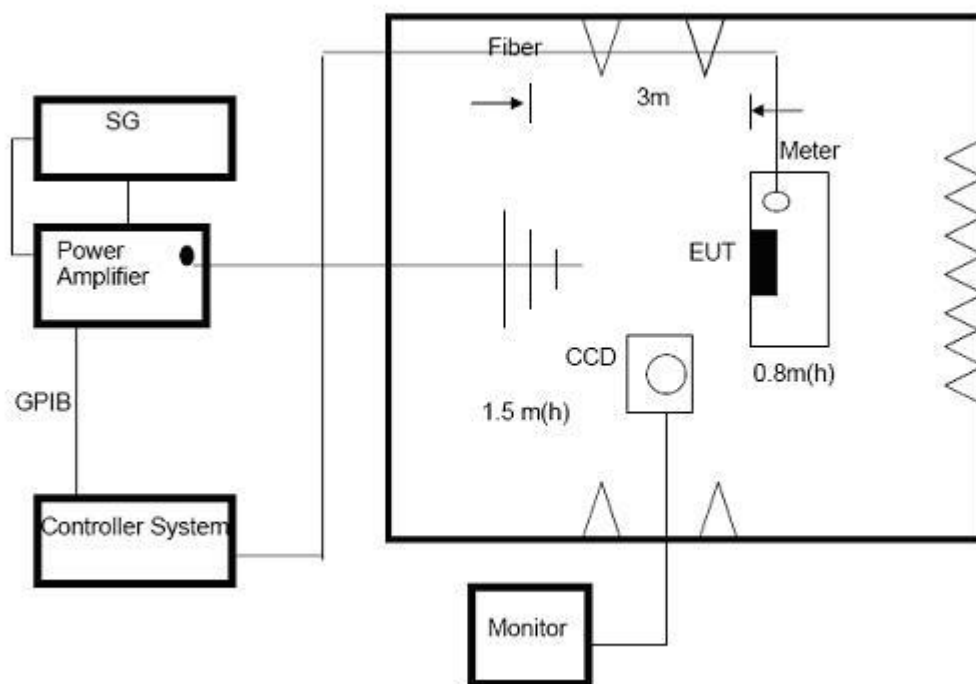 Fiber
3m
SG
Meter
Power
Amplifier
EUT
CCD
0.8m(h)
GPIB
1.5 m(h)
Controller System
Monitor